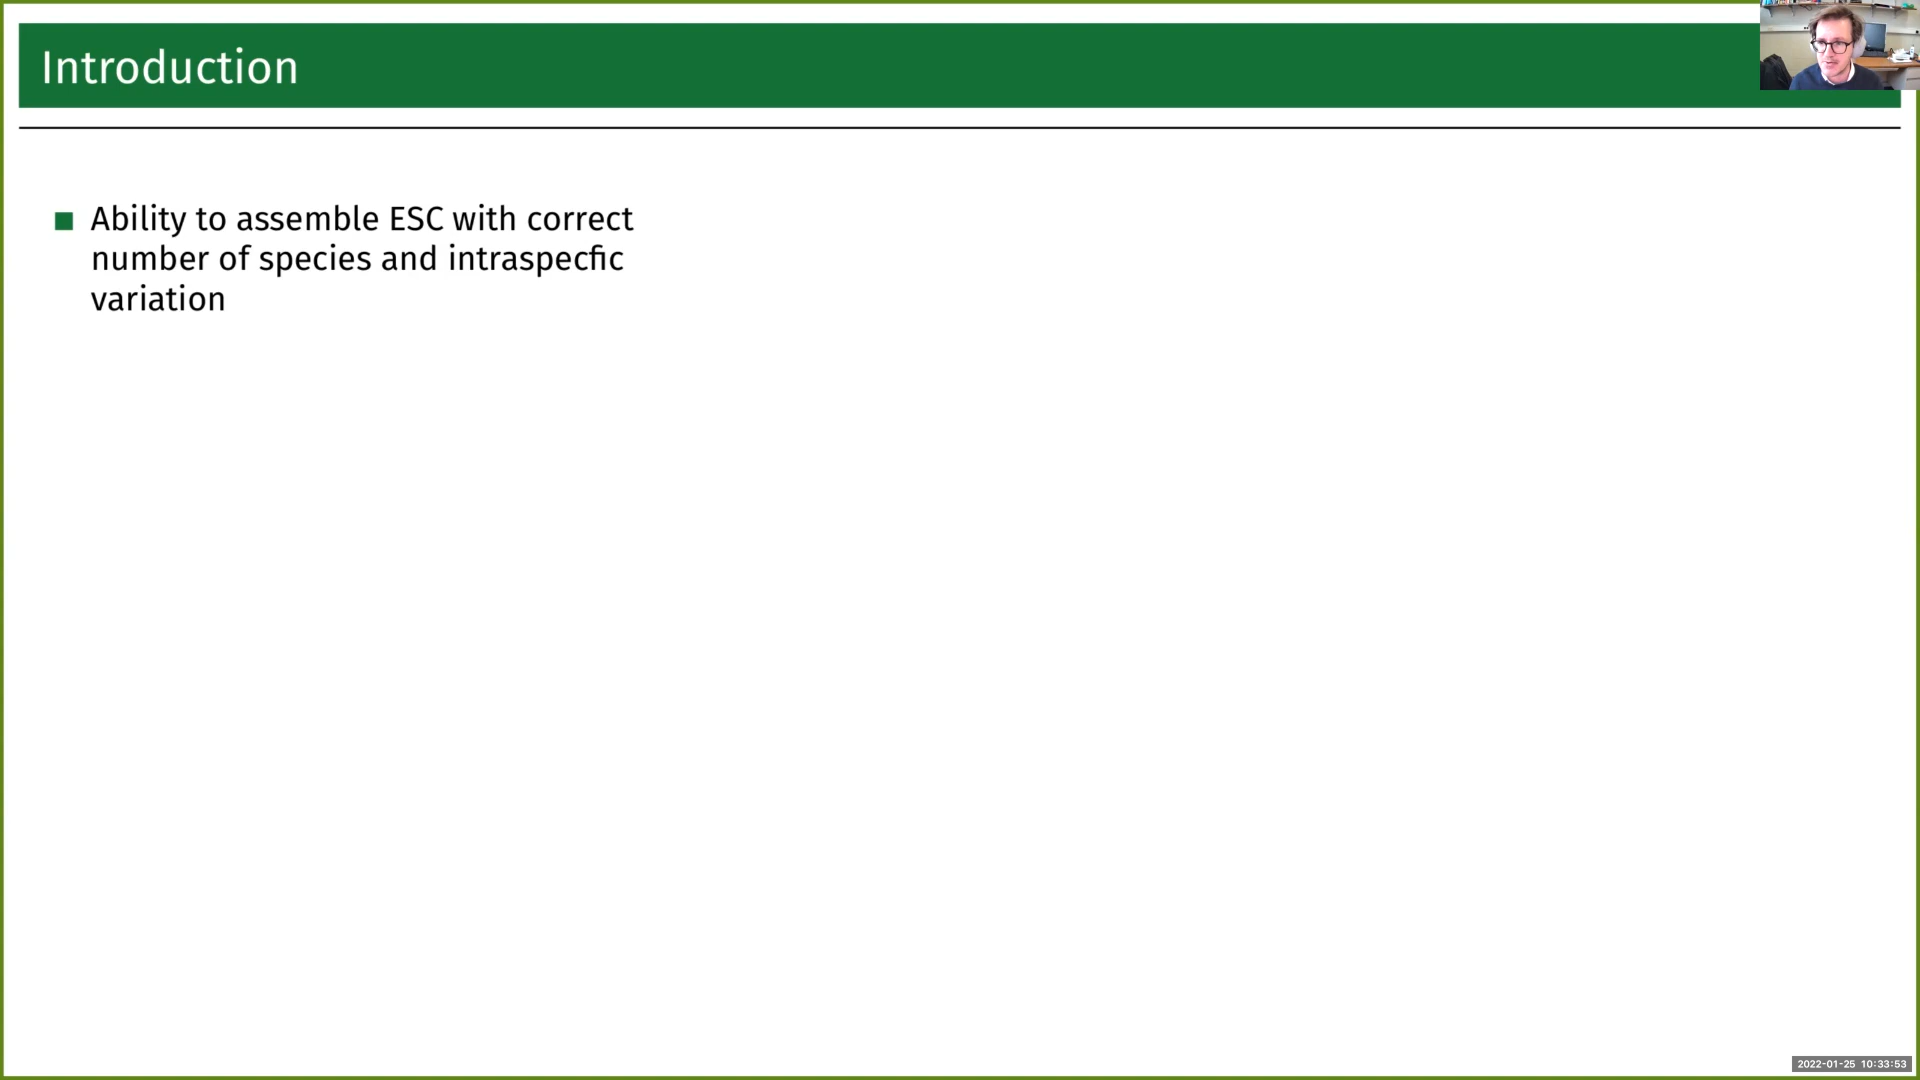 Introduction
Ability to assemble ESC with correct
number of species and intraspecfic
variation
2022-01-25 10:33:53